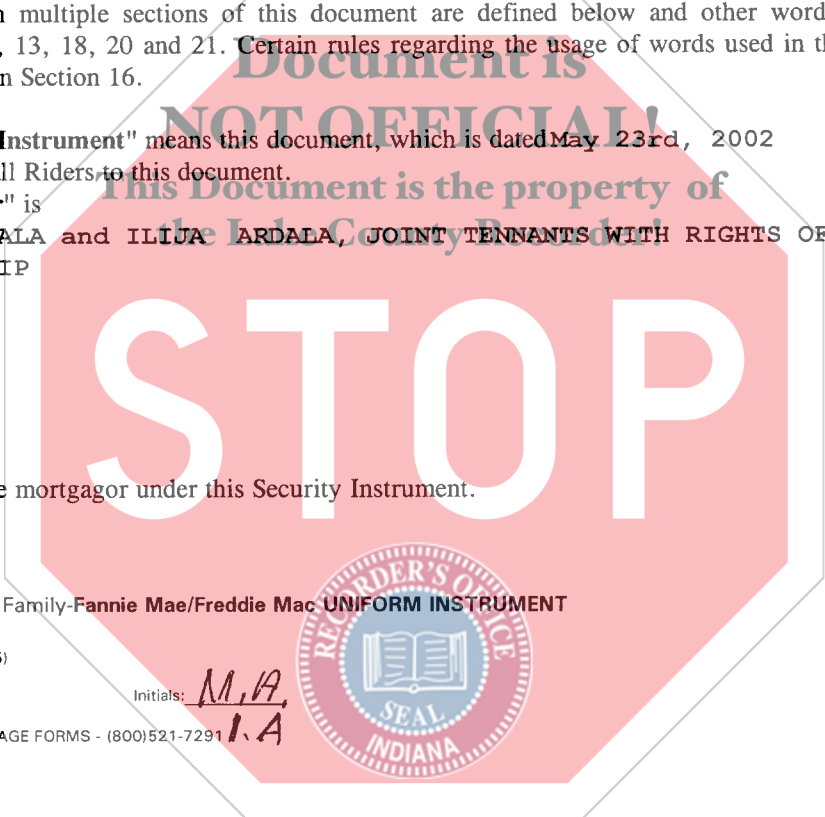 multiple sections of this document are defined below and other word
, 13, 18, 20 and 21. Certain rules regarding the usage of words used in th
n Section 16.
Document is
NOT OFFICIAL!
This Document is the property of
the Lake County Recorder!
Instrument" means this document, which is dated May 23rd, 2002
ll Riders to this document.
" is
ALA and ILIJA ARDALA, JOINT TENNANTS WITH RIGHTS OF
IP
STOP
e mortgagor under this Security Instrument.
Family-Fannie Mae/Freddie Mac UNIFORM INSTRUMENT
Initials: M.A.
I.A
AGE FORMS - (800)521-7291
RECORDER'S OFFICE
SEAL
INDIANA